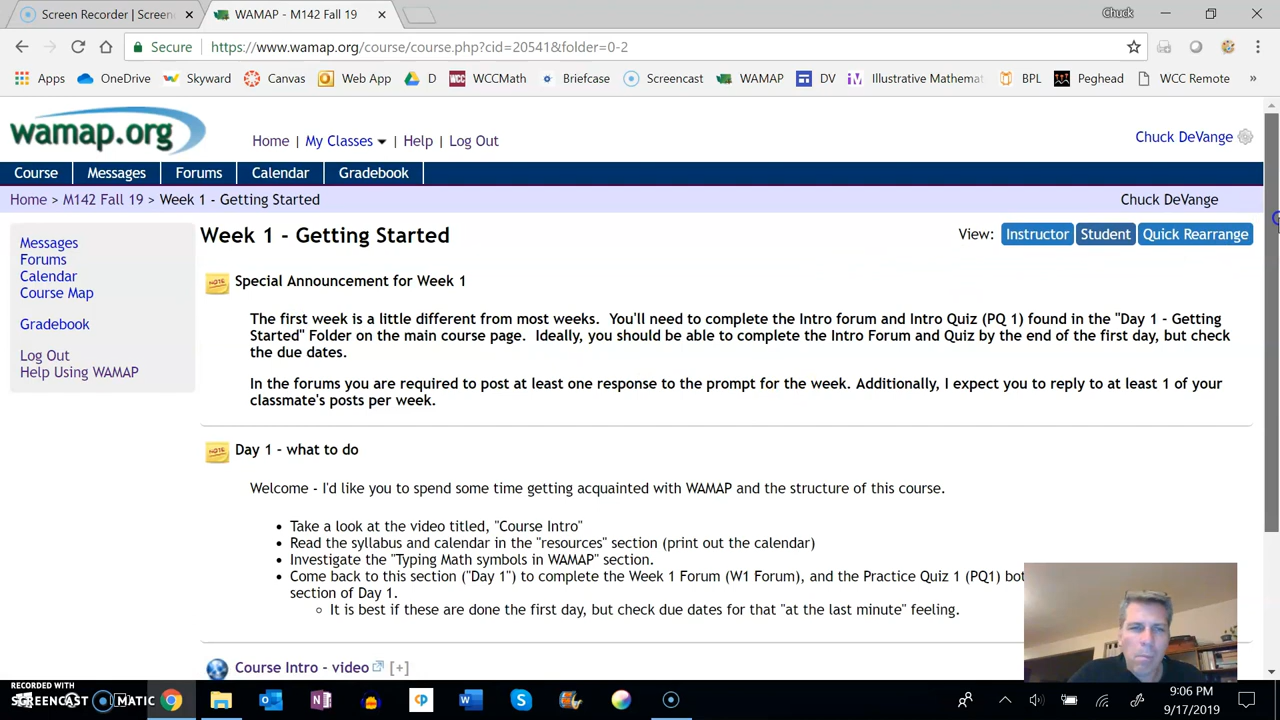 Screen Recorder | Screen
WAMAP - M142 Fall 19
Chuck
Secure
https://www.wamap.org/course/course.php?cid=20541&folder=0-2
Apps OneDrive Skyward Canvas Web App D WCCMath Briefcase Screencast WAMAP DV Illustrative Mathema BPL Peghead WCC Remote »
wamap.org
Home | My Classes | Help | Log Out
Chuck DeVange
Course Messages Forums Calendar Gradebook
Home > M142 Fall 19 > Week 1 - Getting Started
Chuck DeVange
Messages
Forums
Calendar
Course Map
Gradebook
Log Out
Help Using WAMAP
Week 1 - Getting Started
View: Instructor Student Quick Rearrange
NOTE
Special Announcement for Week 1
The first week is a little different from most weeks. You'll need to complete the Intro forum and Intro Quiz (PQ 1) found in the "Day 1 - Getting
Started" Folder on the main course page. Ideally, you should be able to complete the Intro Forum and Quiz by the end of the first day, but check
the due dates.
In the forums you are required to post at least one response to the prompt for the week. Additionally, I expect you to reply to at least 1 of your
classmate's posts per week.
NOTE
Day 1 - what to do
Welcome - I'd like you to spend some time getting acquainted with WAMAP and the structure of this course.
• Take a look at the video titled, "Course Intro"
• Read the syllabus and calendar in the "resources" section (print out the calendar)
• Investigate the "Typing Math symbols in WAMAP" section.
• Come back to this section ("Day 1") to complete the Week 1 Forum (W1 Forum), and the Practice Quiz 1 (PQ1)
section of Day 1.
It is best if these are done the first day, but check due dates for that "at the last minute" feeling.
Course Intro - video [+]
RECORDED WITH
SCREENCAST MATIC
9:06 PM
9/17/2019